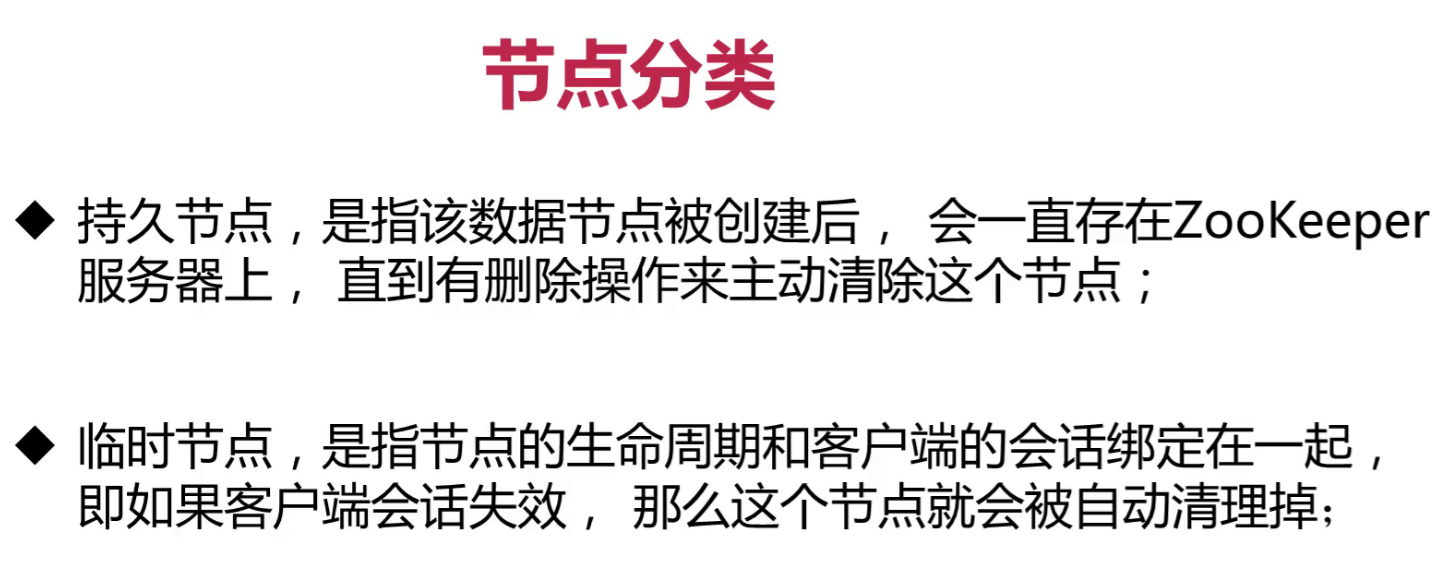 节点分类
◆ 持久节点，是指该数据节点被创建后， 会一直存在ZooKeeper
服务器上， 直到有删除操作来主动清除这个节点；
◆ 临时节点，是指节点的生命周期和客户端的会话绑定在一起，
即如果客户端会话失效， 那么这个节点就会被自动清理掉;